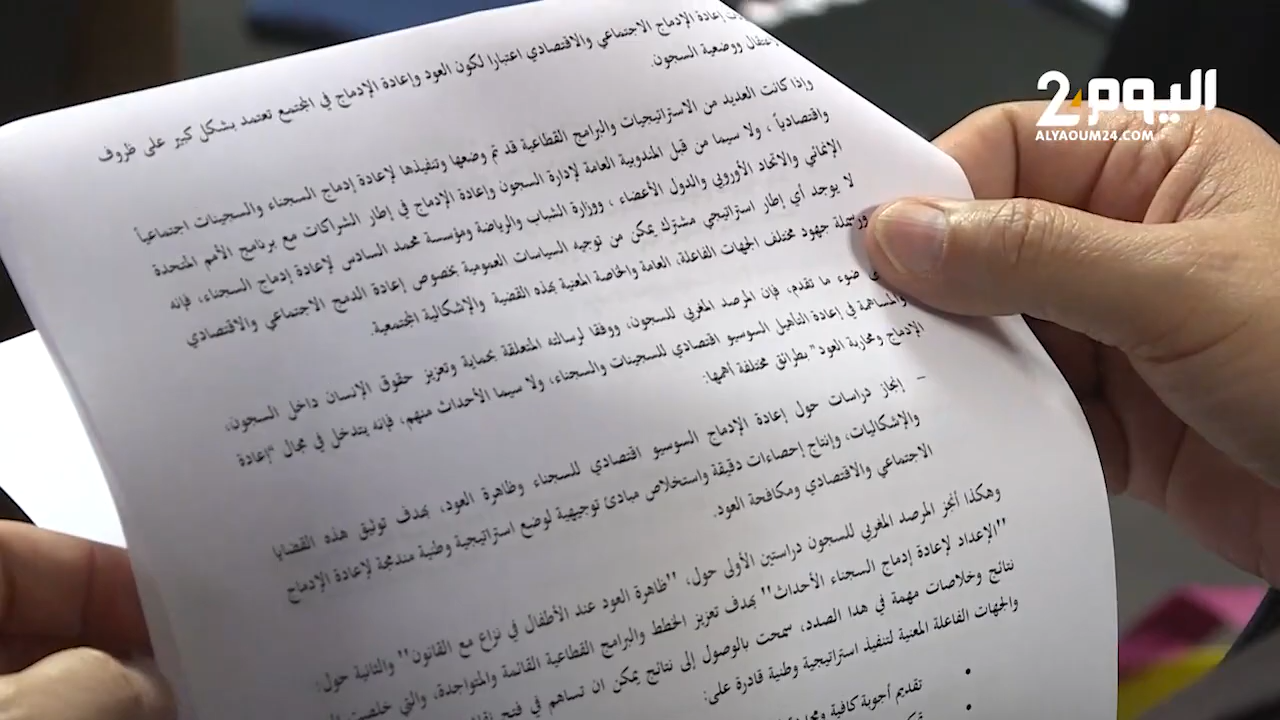 اليوم24
ALYAOUM24.COM
إعادة الإدماج الاجتماعي والاقتصادي اعتبارا لكون العود وإعادة الإدماج في المجتمع تعتمد بشكل كبير على ظروف
ووضعية السجون.
وإذا كانت العديد من الاستراتيجيات والبرامج القطاعية قد تم وضعها وتنفيذها لإعادة إدماج السجناء والسجينات اجتماعياً
واقتصادياً ، ولا سيما من قبل المندوبية العامة لإدارة السجون وإعادة الإدماج في إطار الشراكات مع برنامج الأمم المتحدة
الإنمائي والاتحاد الأوروبي والدول الأعضاء ، ووزارة الشباب والرياضة ومؤسسة محمد السادس لإعادة إدماج السجناء، فإنه
لا يوجد أي إطار استراتيجي مشترك يمكن من توجيه السياسات العمومية بخصوص إعادة الدمج الاجتماعي والاقتصادي
جهود مختلف الجهات الفاعلة، العامة والخاصة المعنية بهذه القضية والإشكالية المجتمعية.
ضوء ما تقدم، فإن المرصد المغربي للسجون، ووفقا لرسالته المتعلقة بحماية وتعزيز حقوق الإنسان داخل السجون،
والمساهمة في إعادة التأهيل السوسيو اقتصادي للسجينات والسجناء، ولا سيما الأحداث منهم، فإنه يتدخل في مجال "إعادة
الإدماج ومحاربة العود" بطرائق مختلفة أهمها:
– إنجاز دراسات حول إعادة الإدماج السوسيو اقتصادي للسجناء وظاهرة العود، بهدف توثيق هذه القضايا
والإشكاليات، وإنتاج إحصاءات دقيقة واستخلاص مبادئ توجيهية لوضع استراتيجية وطنية مندمجة لإعادة الإدماج
الاجتماعي والاقتصادي ومكافحة العود.
وهكذا أنجز المرصد المغربي للسجون دراستين الأولى حول، "ظاهرة العود عند الأطفال في نزاع مع القانون" والثانية حول:
"الإعداد لإعادة إدماج السجناء الأحداث" بهدف تعزيز الخطط والبرامج القطاعية القائمة والمتواجدة، والتي خلصت
نتائج وخلاصات مهمة في هدا الصدد، سمحت بالوصول إلى نتائج يمكن ان تساهم في فتح
والجهات الفاعلة المعنية لتنفيذ استراتيجية وطنية قادرة على:
• تقديم أجوبة كافية
•